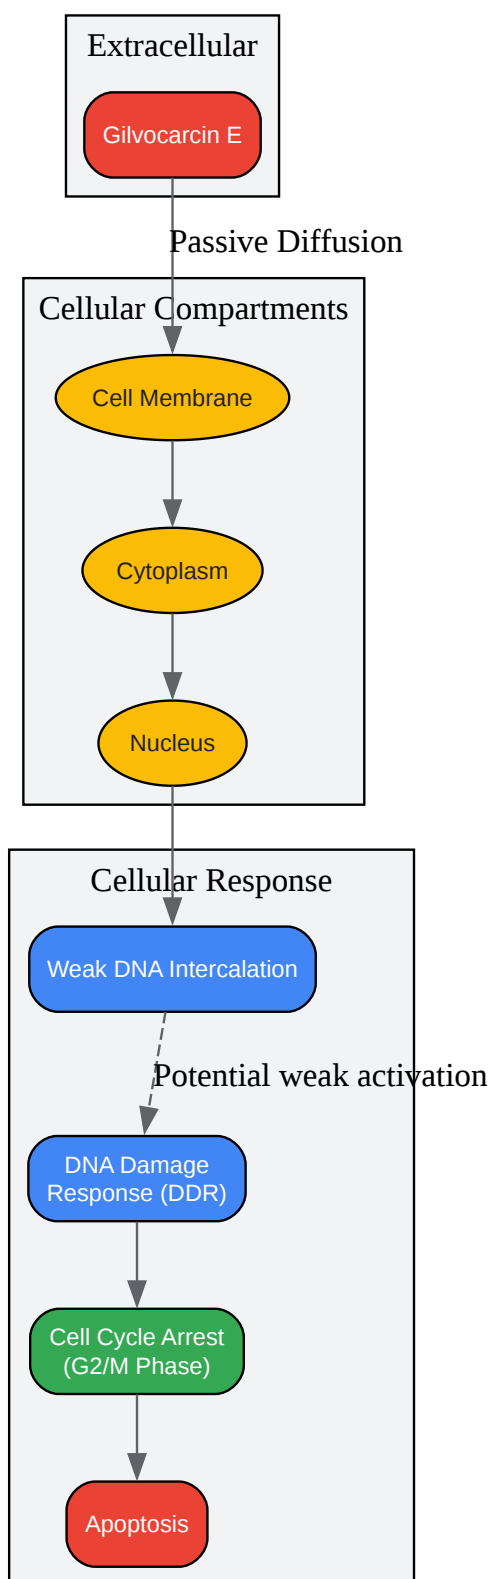 Extracellular
Gilvocarcin E
Passive Diffusion
Cellular Compartments
Cell Membrane
Cytoplasm
Nucleus
Cellular Response
Weak DNA Intercalation
Potential weak activation
DNA Damage
Response (DDR)
Cell Cycle Arrest
(G2/M Phase)
Apoptosis